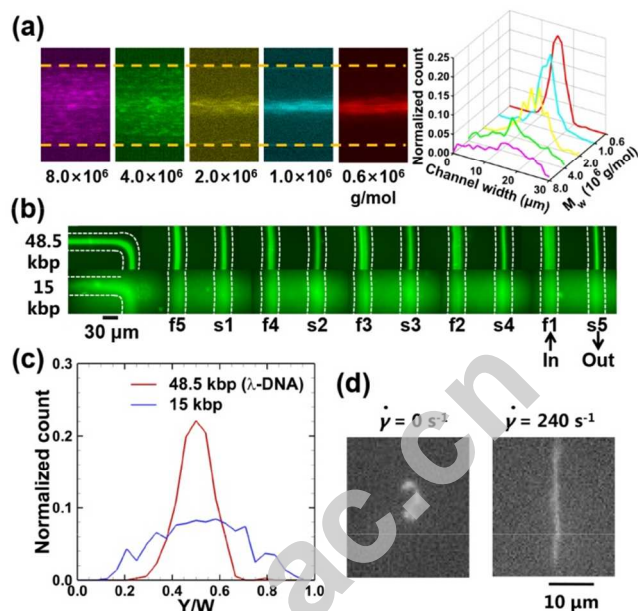 (a)
8.0×10⁶
4.0×10⁶
2.0×10⁶
1.0×10⁶
0.6×10⁶
g/mol
Normalized count
0.25
0.20
0.15
0.10
0.05
0.00
0
10
20
30
Channel width (μm)
8.0
4.0
2.0
1.0
0.6
M_w (10⁶ g/mol)
(b)
48.5
kbp
15
kbp
30 μm
f5 s1 f4 s2 f3 s3 f2 s4 f1 s5
In Out
(c)
Normalized count
0.3
0.2
0.1
0.0
48.5 kbp (λ-DNA)
15 kbp
0.0 0.2 0.4 0.6 0.8 1.0
Y/W
(d)
γ̇ = 0 s⁻¹
γ̇ = 240 s⁻¹
10 μm
ac.cn